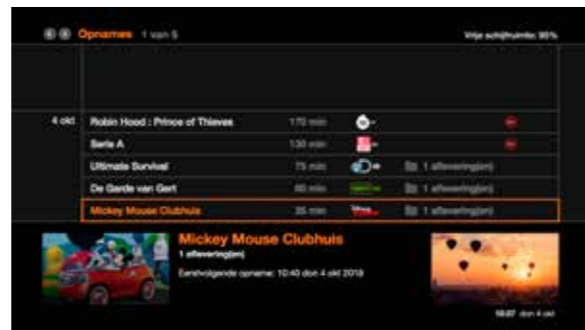 Opnames 1 van 5 Vrije schijfruimte: 95%
4 okt Robin Hood : Prince of Thieves 170 min
Serie A 130 min
Ultimate Survival 75 min 1 aflevering(en)
De Garde van Gert 60 min 1 aflevering(en)
Mickey Mouse Clubhuis 35 min 1 aflevering(en)
Mickey Mouse Clubhuis
1 aflevering(en)
Eerstvolgende opname: 10:40 don 4 okt 2018
10:07 don 4 okt